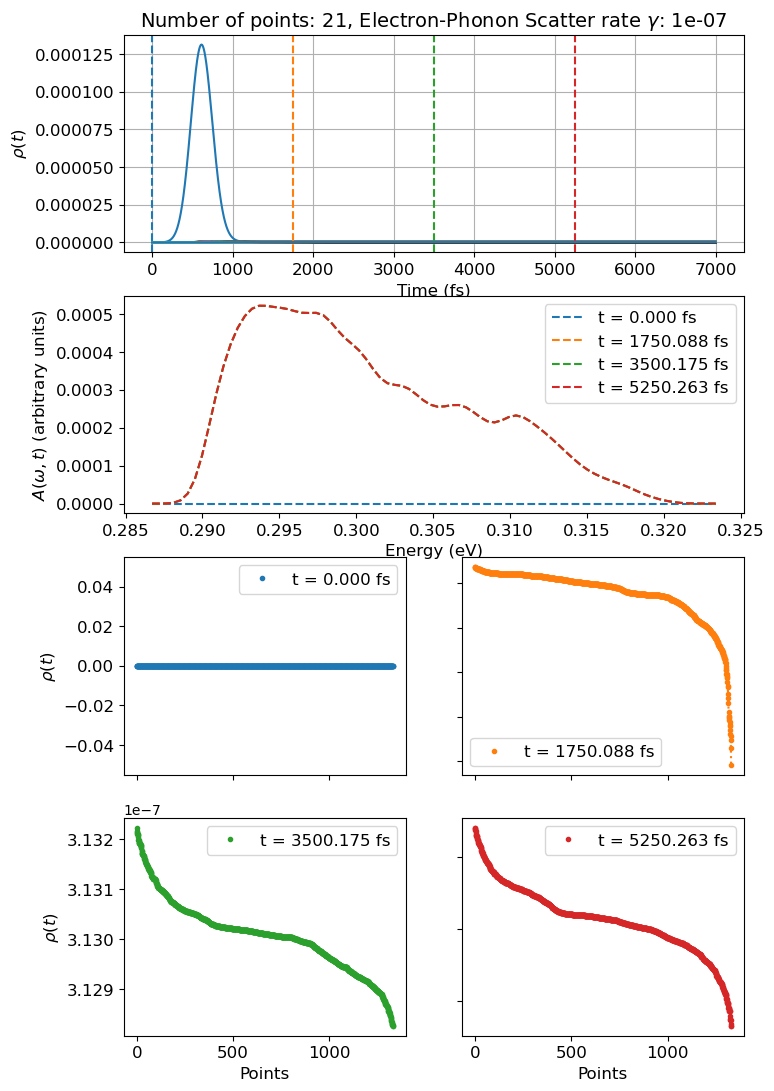 Number of points: 21, Electron-Phonon Scatter rate γ: 1e-07
0.000125
0.000100
0.000075
0.000050
0.000025
0.000000
ρ(t)
0 1000 2000 3000 4000 5000 6000 7000
Time (fs)
0.0005
0.0004
0.0003
0.0002
0.0001
0.0000
A(ω, t) (arbitrary units)
t = 0.000 fs
t = 1750.088 fs
t = 3500.175 fs
t = 5250.263 fs
0.285 0.290 0.295 0.300 0.305 0.310 0.315 0.320 0.325
Energy (eV)
0.04
0.02
0.00
−0.02
−0.04
ρ(t)
t = 0.000 fs
t = 1750.088 fs
1e−7
3.132
3.131
3.130
3.129
ρ(t)
t = 3500.175 fs
0 500 1000
Points
t = 5250.263 fs
0 500 1000
Points